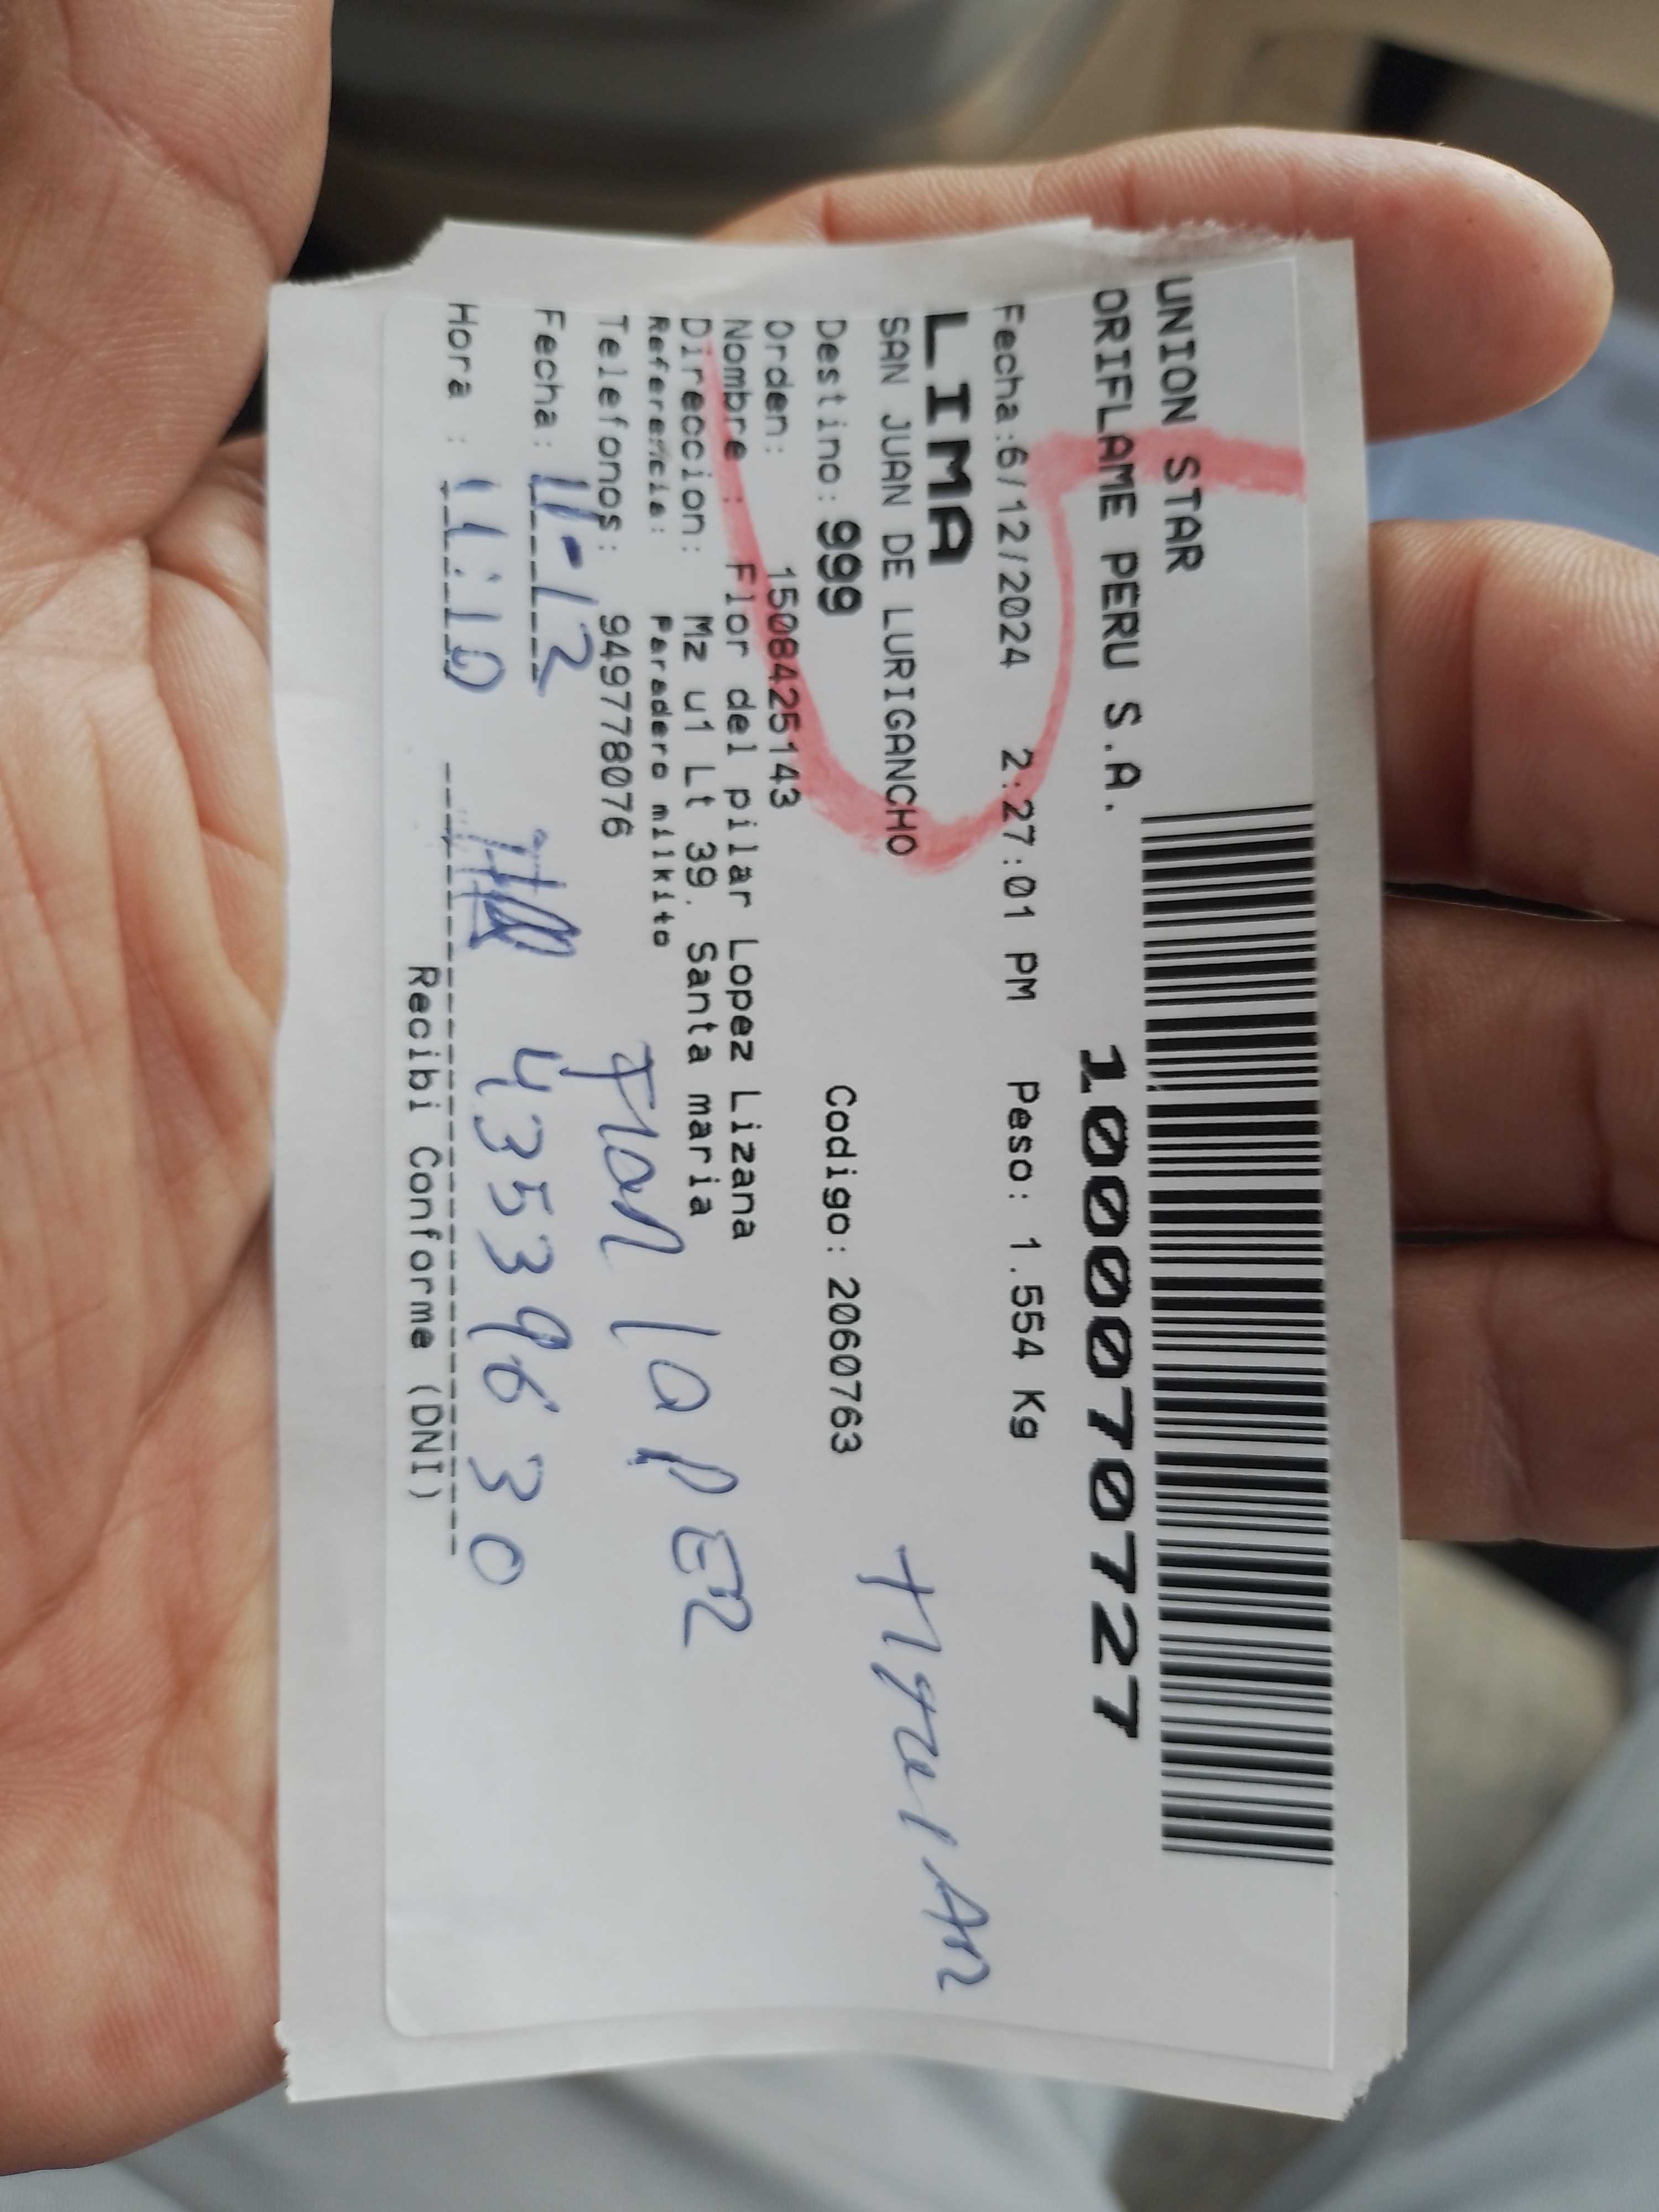 UNION STAR
ORIFLAME PERU S.A. 1000070727
Fecha:6/12/2024 2:27:01 PM Peso: 1.554 Kg
LIMA
SAN JUAN DE LURIGANCHO
Destino: 999 Codigo: 2060763
Orden: 1508425143
Nombre : Flor del pilar Lopez Lizana
Direccion: Mz u1 Lt 39. Santa maria
Referencia: Paradero milkito
Telefonos: 949778076
Fecha: 11-12
Hora : 11:10
43539630
Recibi Conforme (DNI)